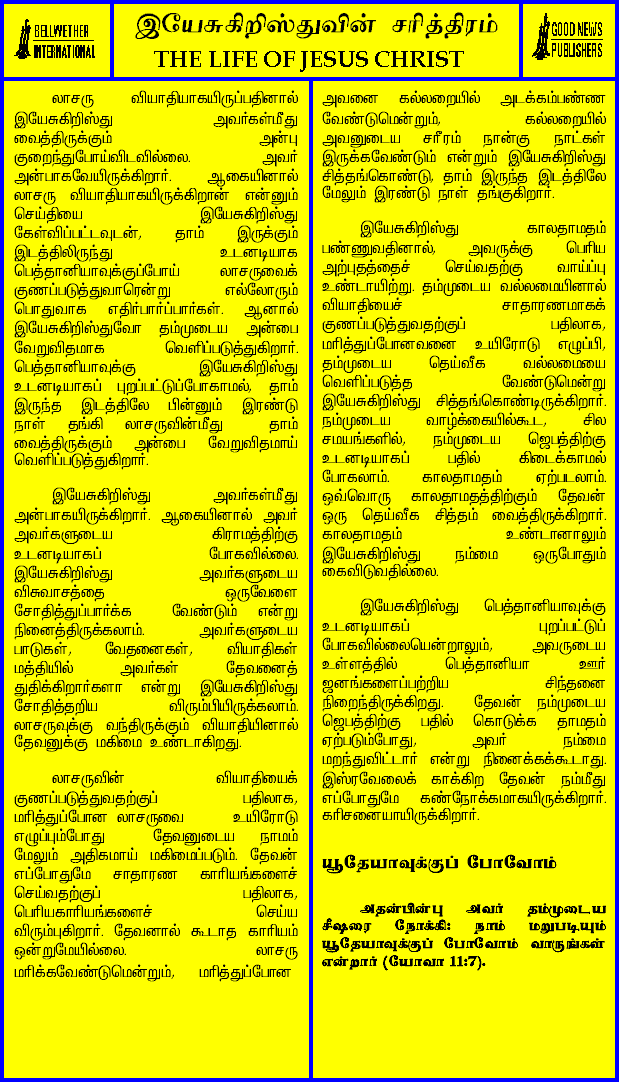 BELLWETHER
INTERNATIONAL
இயேசுகிறிஸ்துவின் சரித்திரம்
THE LIFE OF JESUS CHRIST
GOOD NEWS
PUBLISHERS
லாசரு வியாதியாகயிருப்பதினால்
இயேசுகிறிஸ்து அவர்கள்மீது
வைத்திருக்கும் அன்பு
குறைந்துபோய்விடவில்லை. அவர்
அன்பாகவேயிருக்கிறார். ஆகையினால்
லாசரு வியாதியாகயிருக்கிறான் என்னும்
செய்தியை இயேசுகிறிஸ்து
கேள்விப்பட்டவுடன், தாம் இருக்கும்
இடத்திலிருந்து உடனடியாக
பெத்தானியாவுக்குப்போய் லாசருவைக்
குணப்படுத்துவாரென்று எல்லோரும்
பொதுவாக எதிர்பார்ப்பார்கள். ஆனால்
இயேசுகிறிஸ்துவோ தம்முடைய அன்பை
வேறுவிதமாக வெளிப்படுத்துகிறார்.
பெத்தானியாவுக்கு இயேசுகிறிஸ்து
உடனடியாகப் புறப்பட்டுப்போகாமல், தாம்
இருந்த இடத்திலே பின்னும் இரண்டு
நாள் தங்கி லாசருவின்மீது தாம்
வைத்திருக்கும் அன்பை வேறுவிதமாய்
வெளிப்படுத்துகிறார்.
இயேசுகிறிஸ்து அவர்கள்மீது
அன்பாகயிருக்கிறார். ஆகையினால் அவர்
அவர்களுடைய கிராமத்திற்கு
உடனடியாகப் போகவில்லை.
இயேசுகிறிஸ்து அவர்களுடைய
விசுவாசத்தை ஒருவேளை
சோதித்துப்பார்க்க வேண்டும் என்று
நினைத்திருக்கலாம். அவர்களுடைய
பாடுகள், வேதனைகள், வியாதிகள்
மத்தியில் அவர்கள் தேவனைத்
துதிக்கிறார்களா என்று இயேசுகிறிஸ்து
சோதித்தறிய விரும்பியிருக்கலாம்.
லாசருவுக்கு வந்திருக்கும் வியாதியினால்
தேவனுக்கு மகிமை உண்டாகிறது.
லாசருவின் வியாதியைக்
குணப்படுத்துவதற்குப் பதிலாக,
மரித்துப்போன லாசருவை உயிரோடு
எழுப்பும்போது தேவனுடைய நாமம்
மேலும் அதிகமாய் மகிமைப்படும். தேவன்
எப்போதுமே சாதாரண காரியங்களைச்
செய்வதற்குப் பதிலாக,
பெரியகாரியங்களைச் செய்ய
விரும்புகிறார். தேவனால் கூடாத காரியம்
ஒன்றுமேயில்லை. லாசரு
மரிக்கவேண்டுமென்றும், மரித்துப்போன
அவனை கல்லறையில் அடக்கம்பண்ண
வேண்டுமென்றும், கல்லறையில்
அவனுடைய சரீரம் நான்கு நாட்கள்
இருக்கவேண்டும் என்றும் இயேசுகிறிஸ்து
சித்தங்கொண்டு, தாம் இருந்த இடத்திலே
மேலும் இரண்டு நாள் தங்குகிறார்.
இயேசுகிறிஸ்து காலதாமதம்
பண்ணுவதினால், அவருக்கு பெரிய
அற்புதத்தைச் செய்வதற்கு வாய்ப்பு
உண்டாயிற்று. தம்முடைய வல்லமையினால்
வியாதியைச் சாதாரணமாகக்
குணப்படுத்துவதற்குப் பதிலாக,
மரித்துப்போனவனை உயிரோடு எழுப்பி,
தம்முடைய தெய்வீக வல்லமையை
வெளிப்படுத்த வேண்டுமென்று
இயேசுகிறிஸ்து சித்தங்கொண்டிருக்கிறார்.
நம்முடைய வாழ்க்கையில்கூட, சில
சமயங்களில், நம்முடைய ஜெபத்திற்கு
உடனடியாகப் பதில் கிடைக்காமல்
போகலாம். காலதாமதம் ஏற்படலாம்.
ஒவ்வொரு காலதாமதத்திற்கும் தேவன்
ஒரு தெய்வீக சித்தம் வைத்திருக்கிறார்.
காலதாமதம் உண்டானாலும்
இயேசுகிறிஸ்து நம்மை ஒருபோதும்
கைவிடுவதில்லை.
இயேசுகிறிஸ்து பெத்தானியாவுக்கு
உடனடியாகப் புறப்பட்டுப்
போகவில்லையென்றாலும், அவருடைய
உள்ளத்தில் பெத்தானியா ஊர்
ஜனங்களைப்பற்றிய சிந்தனை
நிறைந்திருக்கிறது. தேவன் நம்முடைய
ஜெபத்திற்கு பதில் கொடுக்க தாமதம்
ஏற்படும்போது, அவர் நம்மை
மறந்துவிட்டார் என்று நினைக்கக்கூடாது.
இஸ்ரவேலைக் காக்கிற தேவன் நம்மீது
எப்போதுமே கண்நோக்கமாகயிருக்கிறார்.
கரிசனையாயிருக்கிறார்.
யூதேயாவுக்குப் போவோம்
அதன்பின்பு அவர் தம்முடைய
சீஷரை நோக்கி: நாம் மறுபடியும்
யூதேயாவுக்குப் போவோம் வாருங்கள்
என்றார் (யோவா 11:7).